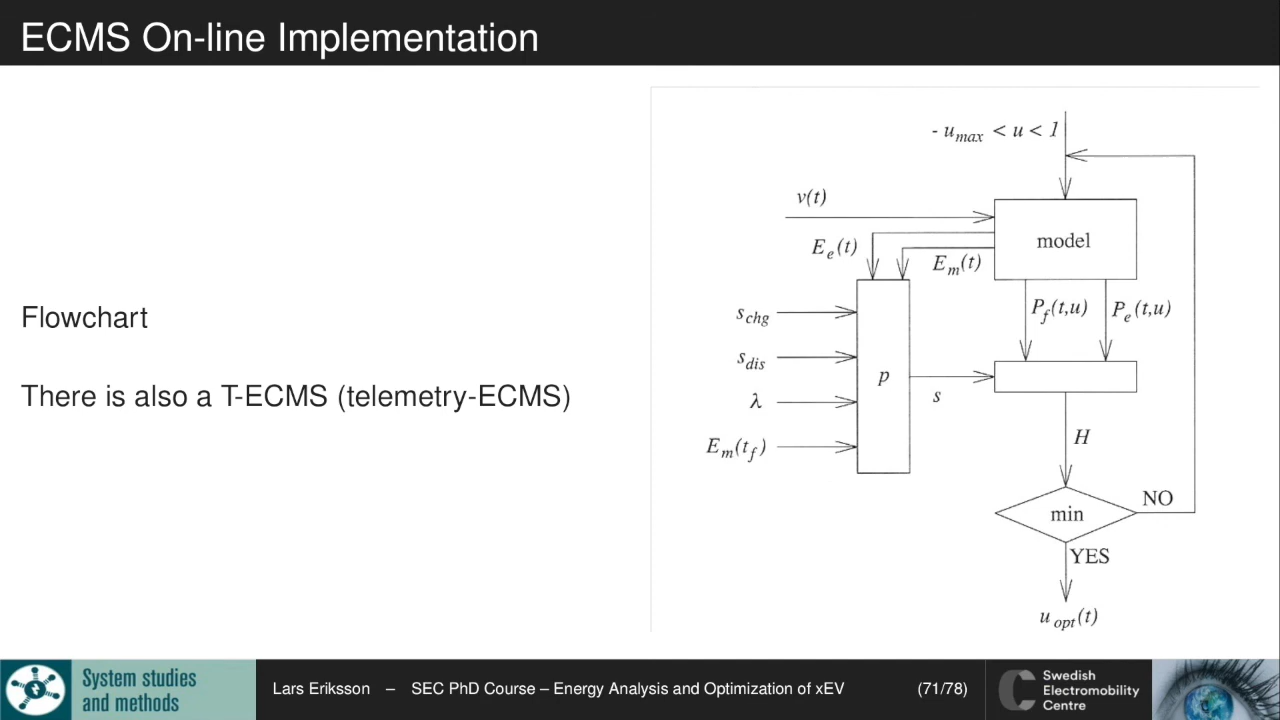 ECMS On-line Implementation
Flowchart
There is also a T-ECMS (telemetry-ECMS)
- u_max < u < 1
v(t)
model
E_e(t)
E_m(t)
P_f(t,u)
P_e(t,u)
s_chg
s_dis
λ
E_m(t_f)
p
s
H
min
NO
YES
u_opt(t)
System studies
and methods
Lars Eriksson – SEC PhD Course – Energy Analysis and Optimization of xEV
(71/78)
Swedish
Electromobility
Centre